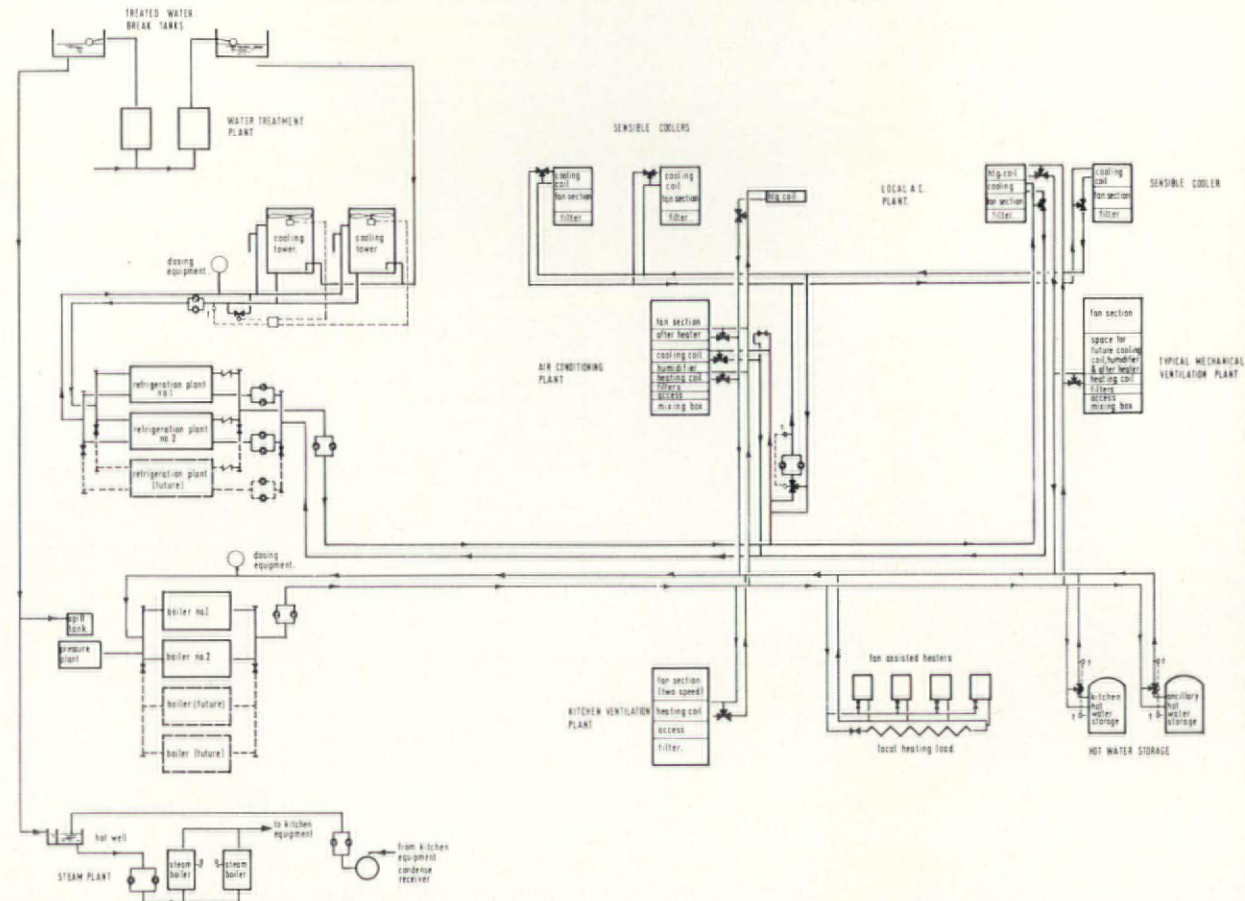 TREATED WATER
BREAK TANKS
WATER TREATMENT
PLANT
cooling
tower.
cooling
tower
dosing
equipment.
refrigeration plant
no.1
refrigeration plant
no. 2
refrigeration plant
(future)
SENSIBLE COOLERS
cooling
coil
fan section
filter
cooling
coil
fan section
filter.
htg. coil
LOCAL A.C.
PLANT.
htg. coil
cooling
fan section
filter.
cooling
coil
fan section
filter
SENSIBLE COOLER
AIR CONDITIONING
PLANT
fan section
after heater
cooling coil
humidifier
heating coil
filters
access
mixing box
fan section
space for
future cooling
coil, humidifer
& after heater
heating coil
filters
access
mixing box
TYPICAL MECHANICAL
VENTILATION PLANT
dosing
equipment.
boiler no.1
boiler no.2
boiler (future)
boiler (future)
spill
tank
pressure
plant
KITCHEN VENTILATION
PLANT
fan section
(two speed)
heating coil
access
filter.
fan assisted heaters
local heating load
kitchen
hot
water
storage
ancillary
hot
water
storage
HOT WATER STORAGE
hot well
STEAM PLANT
steam
boiler
steam
boiler
to kitchen
equipment
from kitchen
equipment
condense
receiver